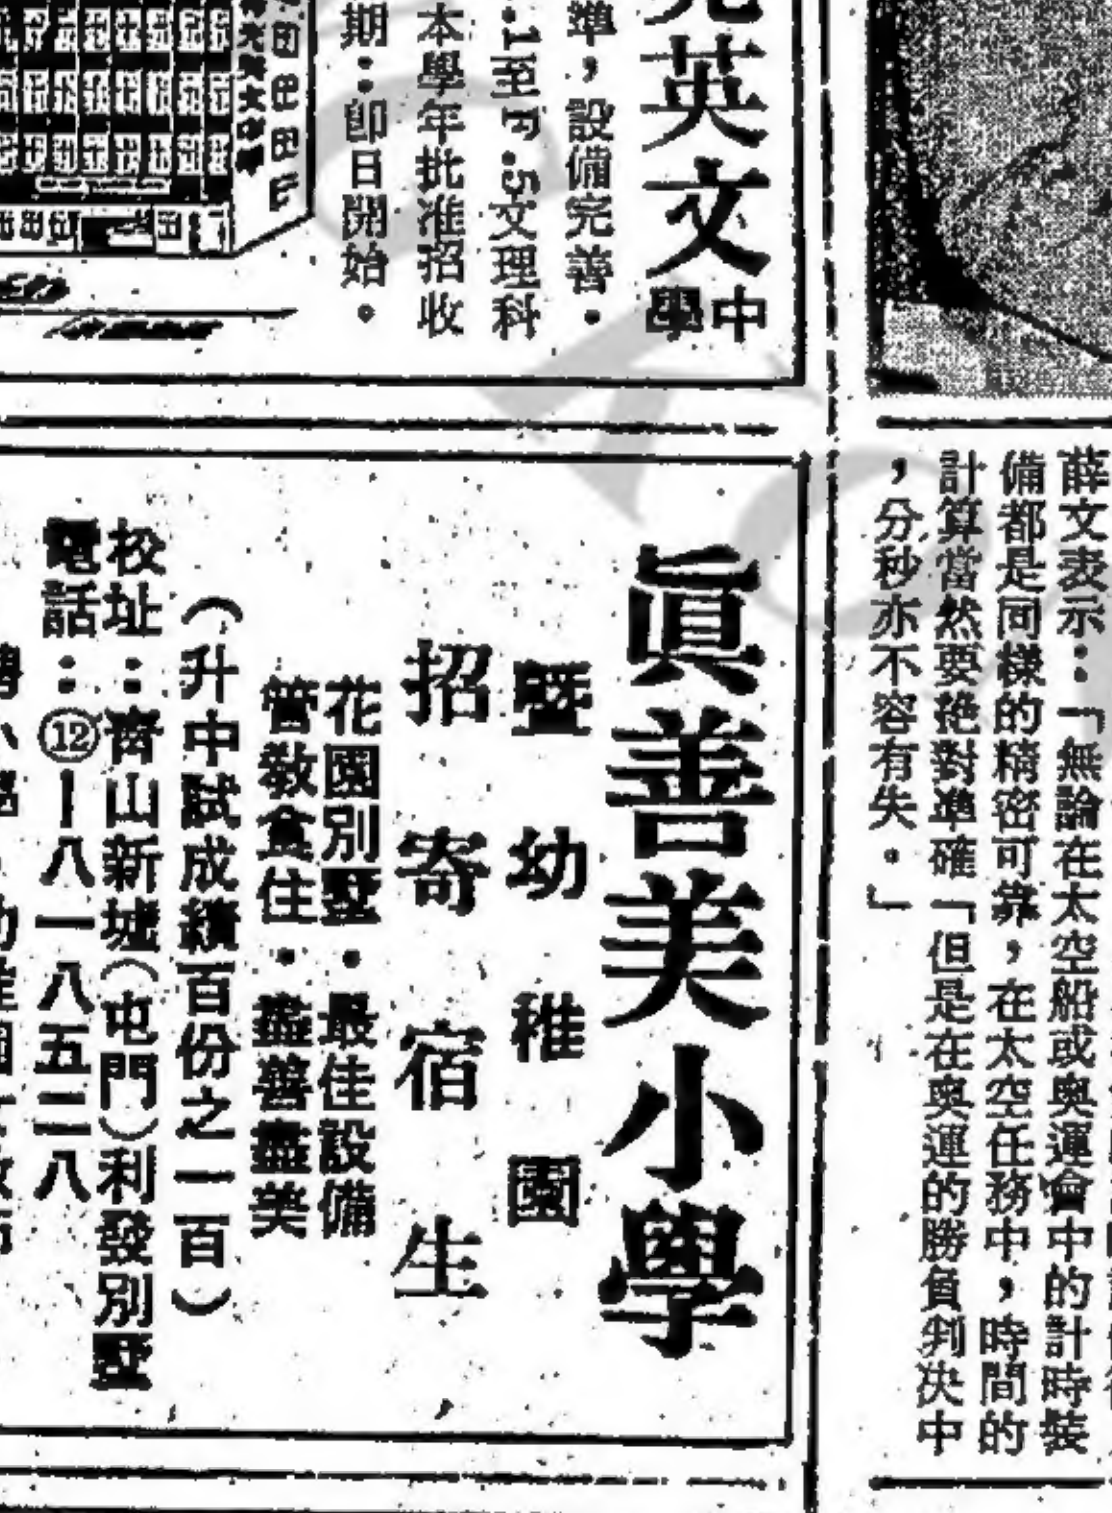 英文中學
準，設備完善。
.1至F.5文理科
本學年批准招收
期：即日開始。
眞善美小學
暨幼稚園
招寄宿生
花園別墅．最佳設備
管教食住．盡善盡美
（升中試成績百份之一百）
校址：青山新墟（屯門）利發別墅
電話：⑫－八一八五二八
薛文表示：「無論在太空船或奧運會中的計時裝
備都是同樣的精密可靠，在太空任務中，時間的
計算當然要絶對準確「但是在奧運的勝負判決中
，分秒亦不容有失。」